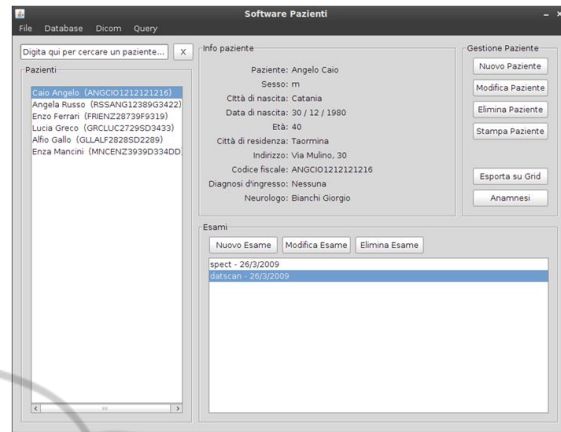 Software Pazienti
File Database Dicom Query
Digita qui per cercare un paziente... X
Pazienti
Caio Angelo (ANGCIO1212121216)
Angela Russo (RSSANG12389G3422)
Enzo Ferrari (FRIENZ28739F9319)
Lucia Greco (GRCLUC2729SD3433)
Alfio Gallo (GLLALF2828SD2289)
Enza Mancini (MNCENZ3939D334DD
Info paziente
Paziente: Angelo Caio
Sesso: m
Città di nascita: Catania
Data di nascita: 30 / 12 / 1980
Età: 40
Città di residenza: Taormina
Indirizzo: Via Mulino, 30
Codice fiscale: ANGCIO1212121216
Diagnosi d'ingresso: Nessuna
Neurologo: Bianchi Giorgio
Gestione Paziente
Nuovo Paziente
Modifica Paziente
Elimina Paziente
Stampa Paziente
Esporta su Grid
Anamnesi
Esami
Nuovo Esame Modifica Esame Elimina Esame
spect - 26/3/2009
datscan - 26/3/2009